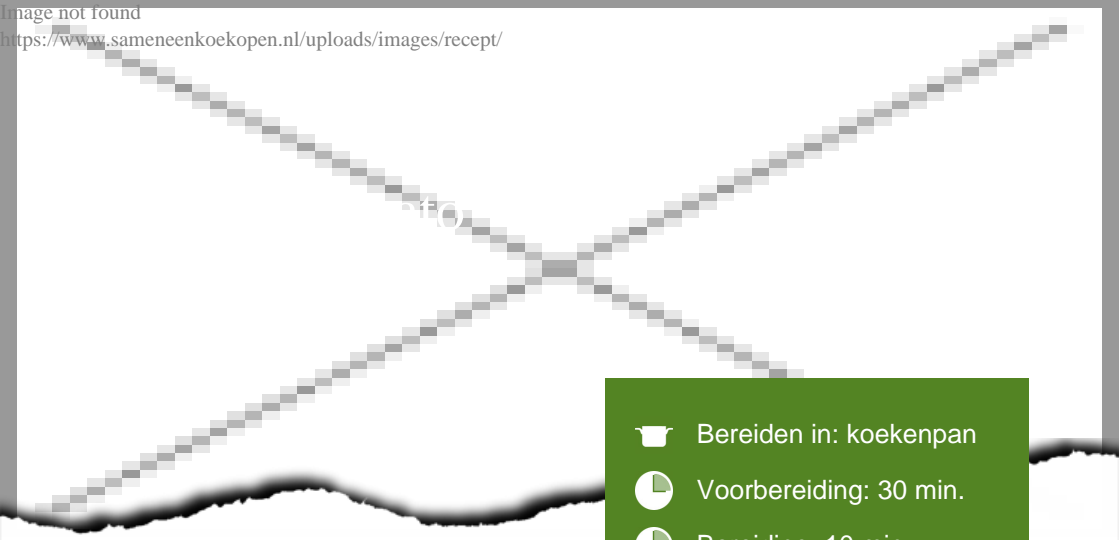 Image not found
https://www.sameneenkoekopen.nl/uploads/images/recept/
Bereiden in: koekenpan
Voorbereiding: 30 min.